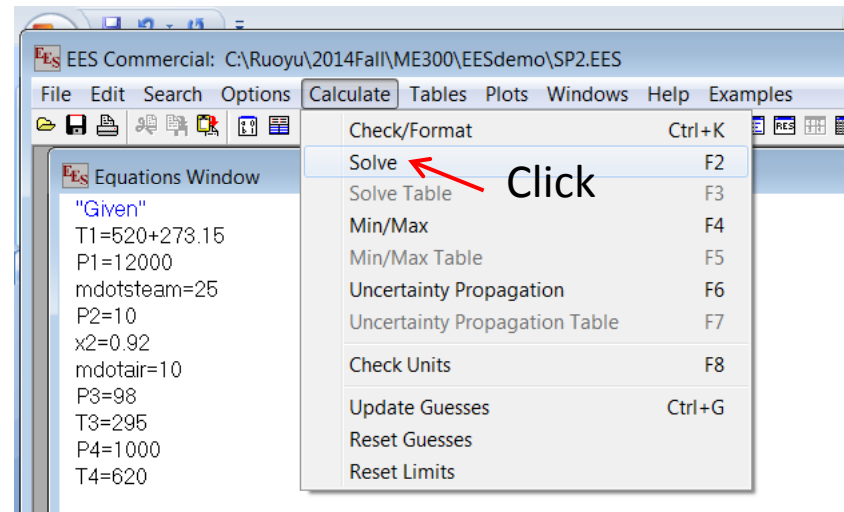 EES EES Commercial: C:\Ruoyu\2014Fall\ME300\EESdemo\SP2.EES
File Edit Search Options Calculate Tables Plots Windows Help Examples
RES
Check/Format Ctrl+K
Solve F2
Click
Solve Table F3
Min/Max F4
Min/Max Table F5
Uncertainty Propagation F6
Uncertainty Propagation Table F7
Check Units F8
Update Guesses Ctrl+G
Reset Guesses
Reset Limits
EES Equations Window
"Given"
T1=520+273.15
P1=12000
mdotsteam=25
P2=10
x2=0.92
mdotair=10
P3=98
T3=295
P4=1000
T4=620